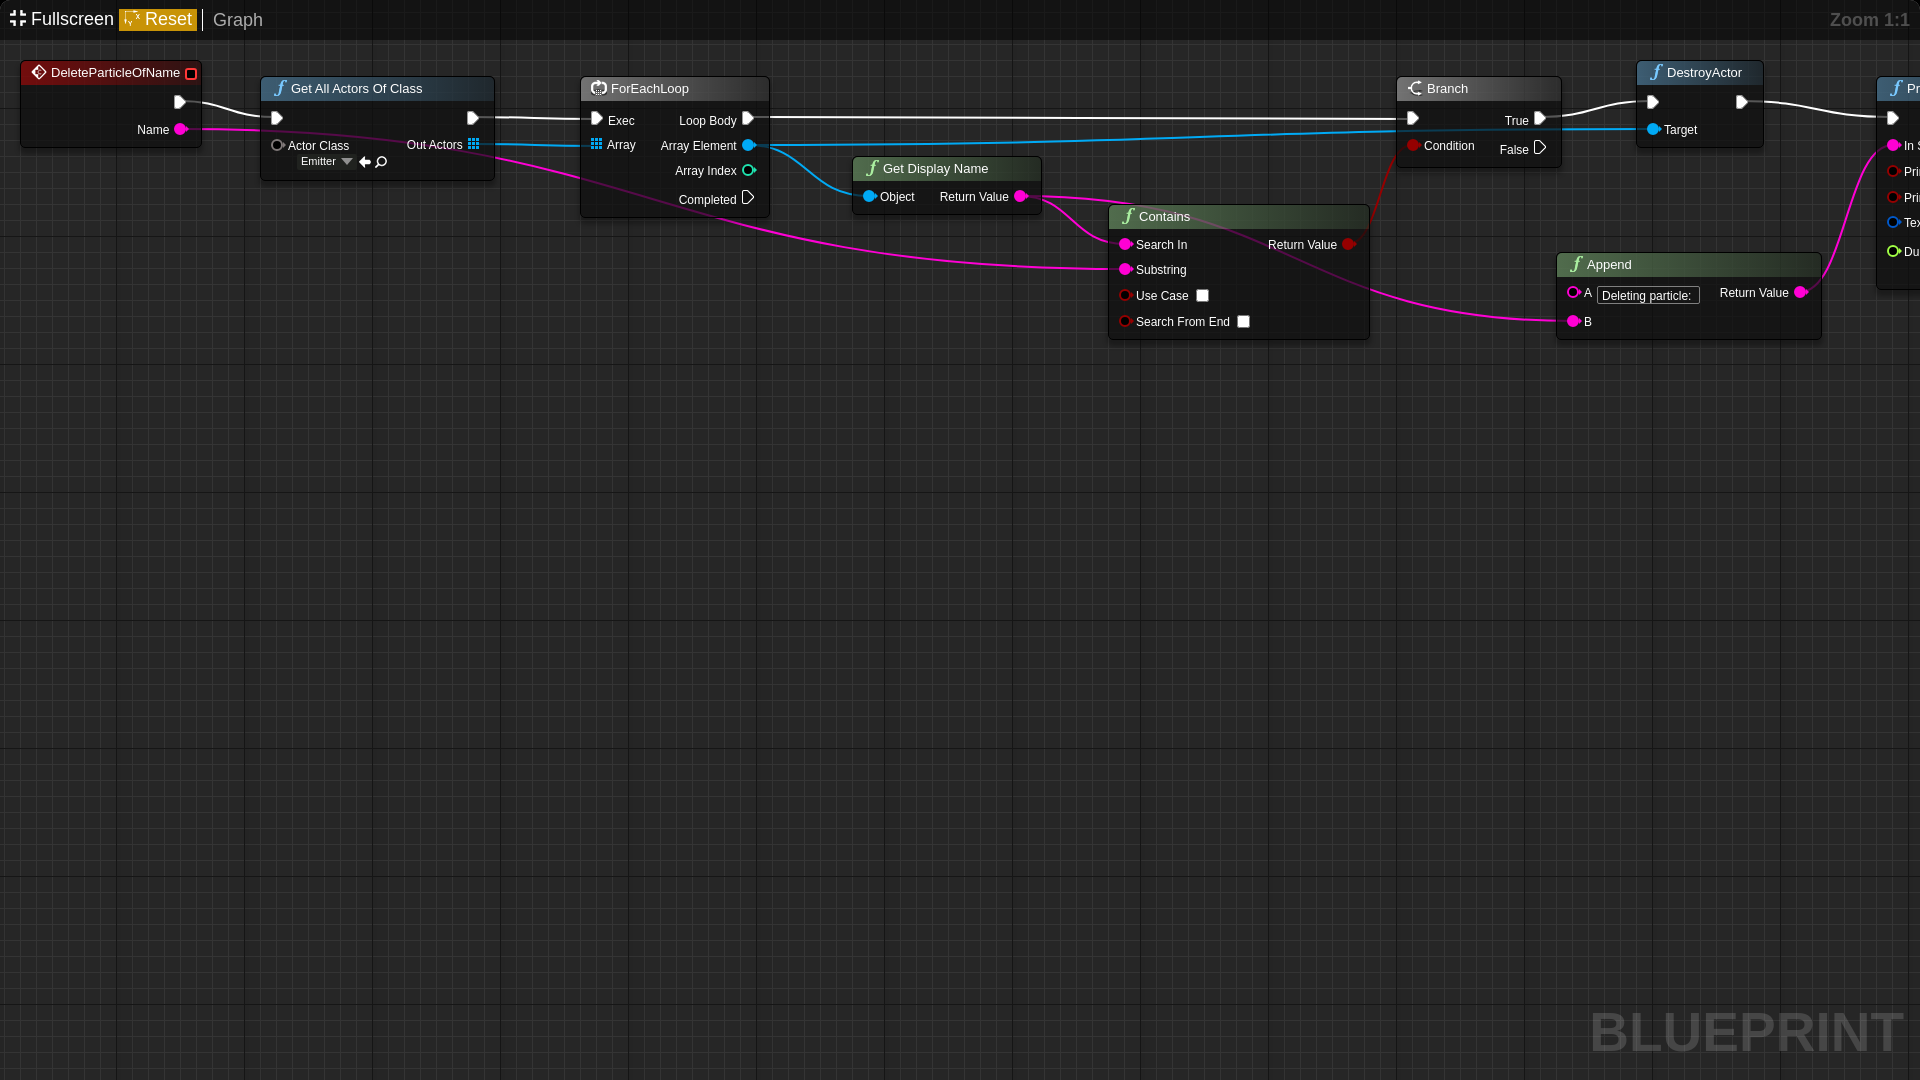 Fullscreen Reset Graph Zoom 1:1
DeleteParticleOfName
Name
Get All Actors Of Class
Actor Class
Emitter
Out Actors
ForEachLoop
Exec
Array
Loop Body
Array Element
Array Index
Completed
Get Display Name
Object Return Value
Contains
Search In Return Value
Substring
Use Case
Search From End
Branch
True
Condition
False
DestroyActor
Target
Append
A Deleting particle: Return Value
B
Pr
In S
Prin
Prin
Tex
Du
BLUEPRINT